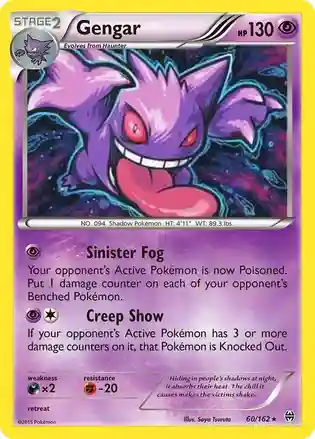 STAGE2
Gengar
Evolves from Haunter
HP 130
NO. 094 Shadow Pokémon HT: 4'11" WT: 89.3 lbs.
Sinister Fog
Your opponent's Active Pokémon is now Poisoned.
Put 1 damage counter on each of your opponent's
Benched Pokémon.
Creep Show
If your opponent's Active Pokémon has 3 or more
damage counters on it, that Pokémon is Knocked Out.
weakness
×2
resistance
-20
retreat
Hiding in people's shadows at night,
it absorbs their heat. The chill it
causes makes the victims shake.
Illus. Saya Tsuruta
60/162 ★
©2015 Pokémon